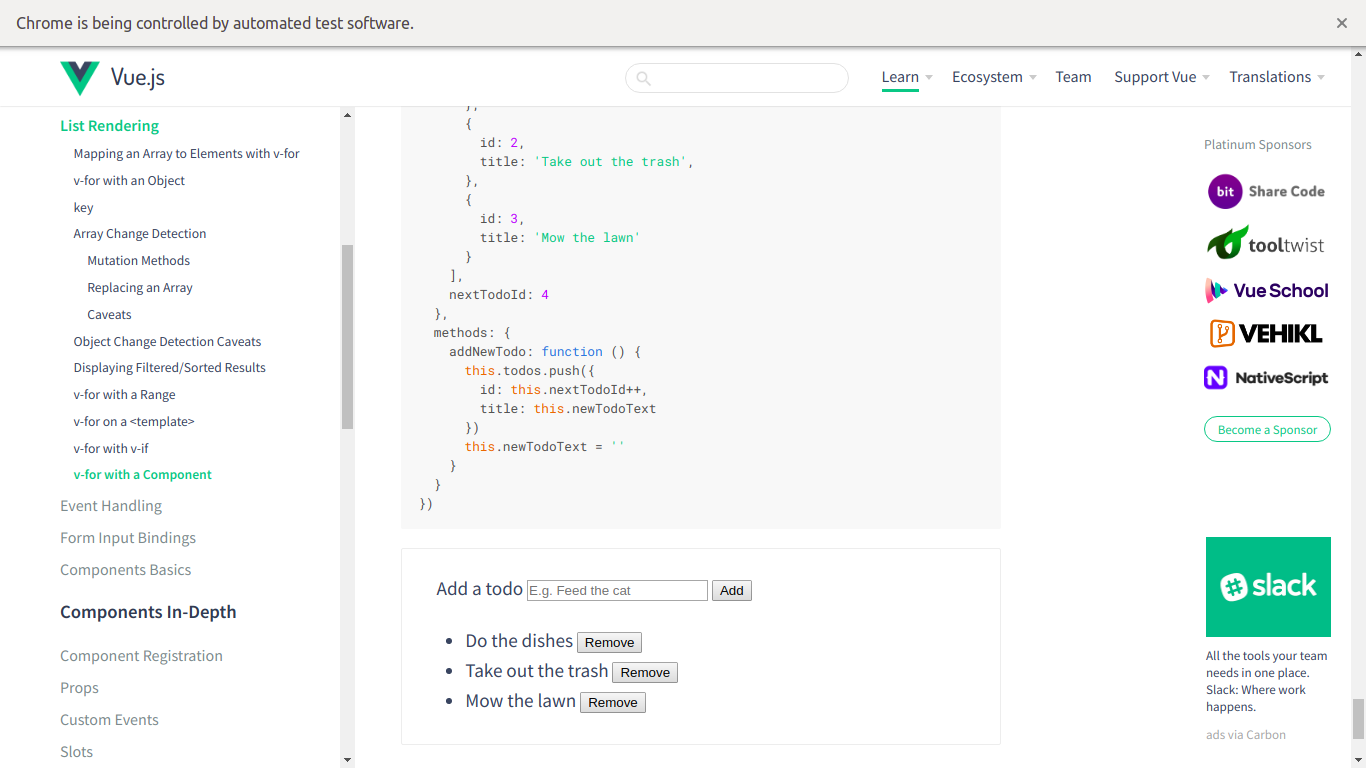 Chrome is being controlled by automated test software.
Vue.js
Learn
Ecosystem
Team
Support Vue
Translations
List Rendering
Mapping an Array to Elements with v-for
v-for with an Object
key
Array Change Detection
Mutation Methods
Replacing an Array
Caveats
Object Change Detection Caveats
Displaying Filtered/Sorted Results
v-for with a Range
v-for on a <template>
v-for with v-if
v-for with a Component
Event Handling
Form Input Bindings
Components Basics
Components In-Depth
Component Registration
Props
Custom Events
Slots
},
{
id: 2,
title: 'Take out the trash',
},
{
id: 3,
title: 'Mow the lawn'
}
],
nextTodoId: 4
},
methods: {
addNewTodo: function () {
this.todos.push({
id: this.nextTodoId++,
title: this.newTodoText
})
this.newTodoText = ''
}
}
})
Add a todo E.g. Feed the cat Add
Do the dishes Remove
Take out the trash Remove
Mow the lawn Remove
Platinum Sponsors
bit Share Code
tooltwist
Vue School
VEHIKL
NativeScript
Become a Sponsor
slack
All the tools your team
needs in one place.
Slack: Where work
happens.
ads via Carbon